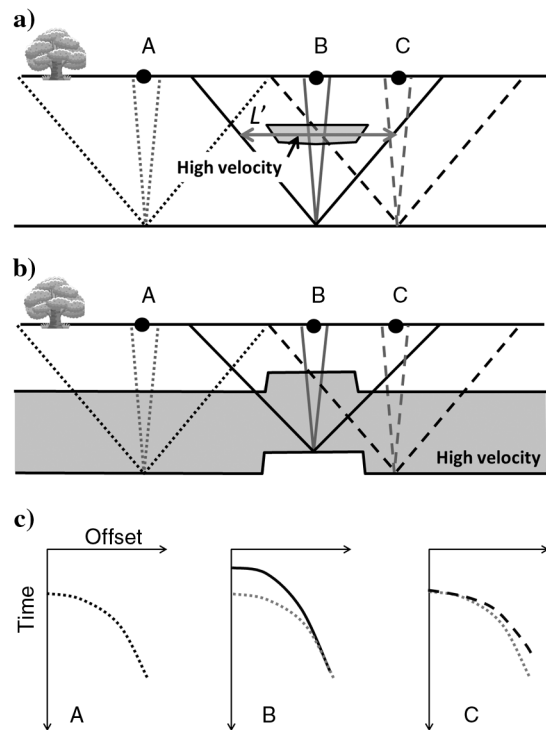 a)
A B C
L'
High velocity
b)
A B C
High velocity
c)
Offset
Time
A B C